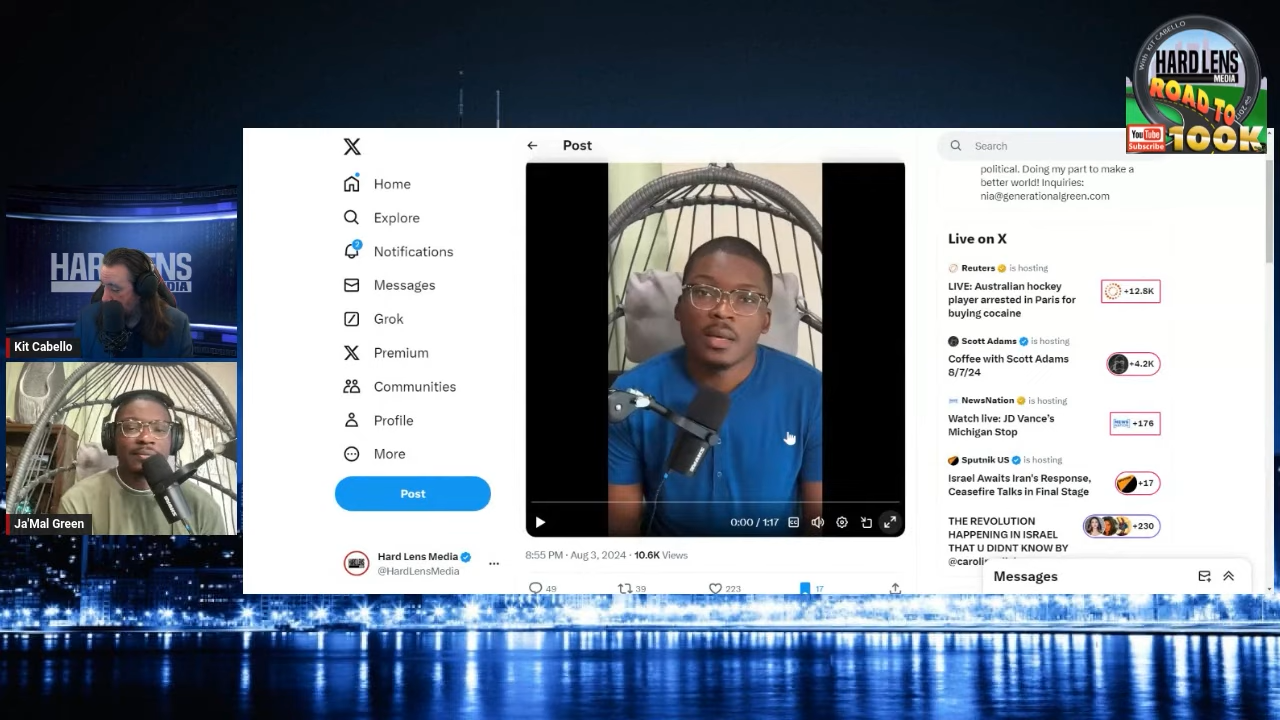 With KIT CABELLO
HARD LENS
MEDIA
ROAD TO
100K
YouTube
Subscribe
HARD LENS
Kit Cabello
Ja'Mal Green
Home
Explore
2
Notifications
Messages
Grok
Premium
Communities
Profile
More
Post
Hard Lens Media
@HardLensMedia
Post
0:00 / 1:17
8:55 PM · Aug 3, 2024 · 10.6K Views
49
39
223
17
Search
political. Doing my part to make a
better world! Inquiries:
nia@generationalgreen.com
Live on X
Reuters is hosting
LIVE: Australian hockey
player arrested in Paris for
buying cocaine
+12.8K
Scott Adams is hosting
Coffee with Scott Adams
8/7/24
+4.2K
NewsNation is hosting
Watch live: JD Vance's
Michigan Stop
+176
Sputnik US is hosting
Israel Awaits Iran's Response,
Ceasefire Talks in Final Stage
+17
THE REVOLUTION
HAPPENING IN ISRAEL
THAT U DIDNT KNOW BY
+230
Messages